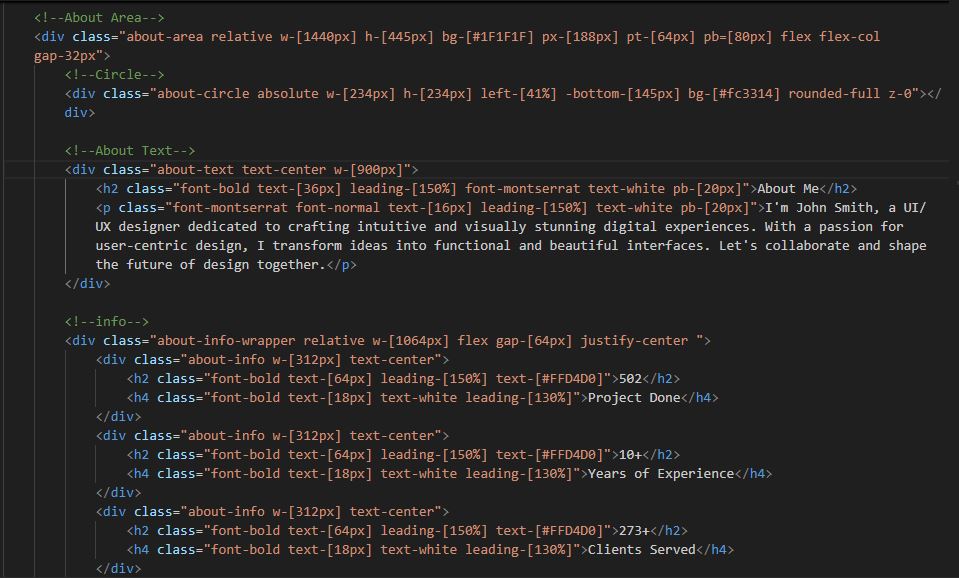 <!--About Area-->
<div class="about-area relative w-[1440px] h-[445px] bg-[#1F1F1F] px-[188px] pt-[64px] pb=[80px] flex flex-col
gap-32px">
<!--Circle-->
<div class="about-circle absolute w-[234px] h-[234px] left-[41%] -bottom-[145px] bg-[#fc3314] rounded-full z-0"></
div>
<!--About Text-->
<div class="about-text text-center w-[900px]">
<h2 class="font-bold text-[36px] leading-[150%] font-montserrat text-white pb-[20px]">About Me</h2>
<p class="font-montserrat font-normal text-[16px] leading-[150%] text-white pb-[20px]">I'm John Smith, a UI/
UX designer dedicated to crafting intuitive and visually stunning digital experiences. With a passion for
user-centric design, I transform ideas into functional and beautiful interfaces. Let's collaborate and shape
the future of design together.</p>
</div>
<!--info-->
<div class="about-info-wrapper relative w-[1064px] flex gap-[64px] justify-center ">
<div class="about-info w-[312px] text-center">
<h2 class="font-bold text-[64px] leading-[150%] text-[#FFD4D0]">502</h2>
<h4 class="font-bold text-[18px] text-white leading-[130%]">Project Done</h4>
</div>
<div class="about-info w-[312px] text-center">
<h2 class="font-bold text-[64px] leading-[150%] text-[#FFD4D0]">10+</h2>
<h4 class="font-bold text-[18px] text-white leading-[130%]">Years of Experience</h4>
</div>
<div class="about-info w-[312px] text-center">
<h2 class="font-bold text-[64px] leading-[150%] text-[#FFD4D0]">273+</h2>
<h4 class="font-bold text-[18px] text-white leading-[130%]">Clients Served</h4>
</div>